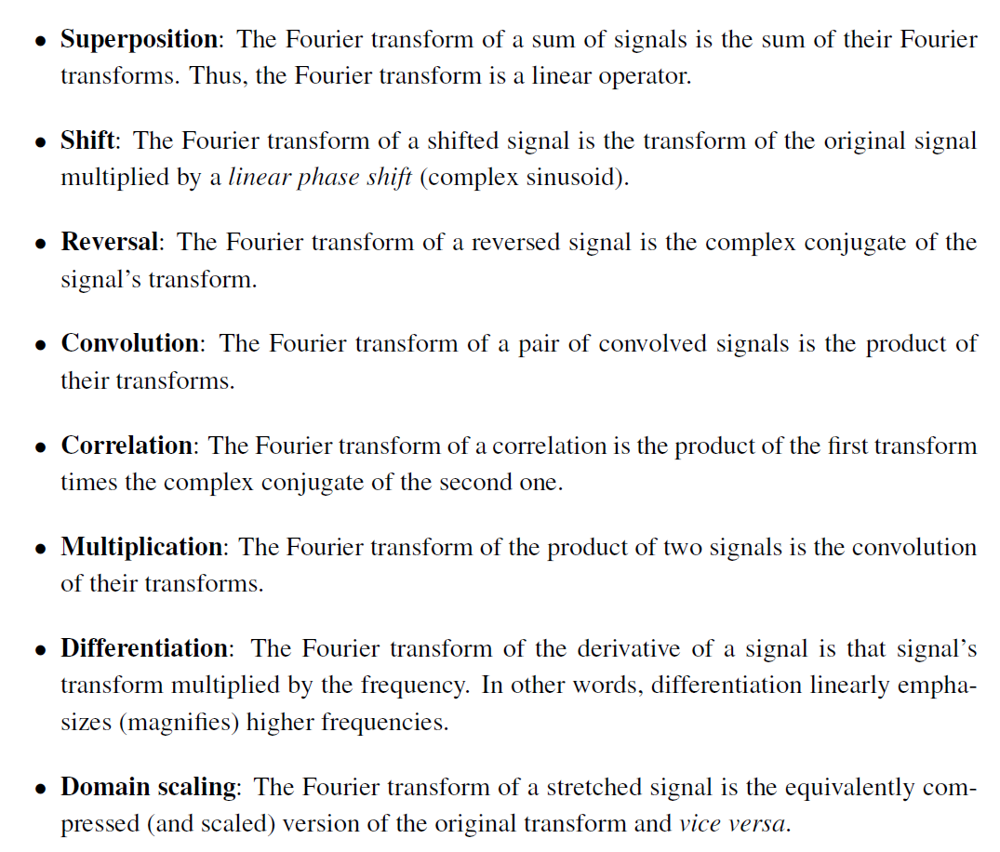 • Superposition: The Fourier transform of a sum of signals is the sum of their Fourier
transforms. Thus, the Fourier transform is a linear operator.
• Shift: The Fourier transform of a shifted signal is the transform of the original signal
multiplied by a linear phase shift (complex sinusoid).
• Reversal: The Fourier transform of a reversed signal is the complex conjugate of the
signal’s transform.
• Convolution: The Fourier transform of a pair of convolved signals is the product of
their transforms.
• Correlation: The Fourier transform of a correlation is the product of the first transform
times the complex conjugate of the second one.
• Multiplication: The Fourier transform of the product of two signals is the convolution
of their transforms.
• Differentiation: The Fourier transform of the derivative of a signal is that signal’s
transform multiplied by the frequency. In other words, differentiation linearly empha-
sizes (magnifies) higher frequencies.
• Domain scaling: The Fourier transform of a stretched signal is the equivalently com-
pressed (and scaled) version of the original transform and vice versa.